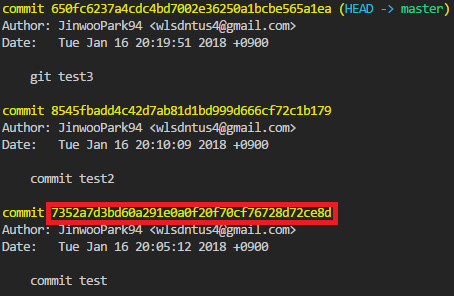 commit 650fc6237a4cdc4bd7002e36250a1bcbe565a1ea (HEAD -> master)
Author: JinwooPark94 <wlsdntus4@gmail.com>
Date:   Tue Jan 16 20:19:51 2018 +0900
git test3
commit 8545fbadd4c42d7ab81d1bd999d666cf72c1b179
Author: JinwooPark94 <wlsdntus4@gmail.com>
Date:   Tue Jan 16 20:10:09 2018 +0900
commit test2
commit 7352a7d3bd60a291e0a0f20f70cf76728d72ce8d
Author: JinwooPark94 <wlsdntus4@gmail.com>
Date:   Tue Jan 16 20:05:12 2018 +0900
commit test